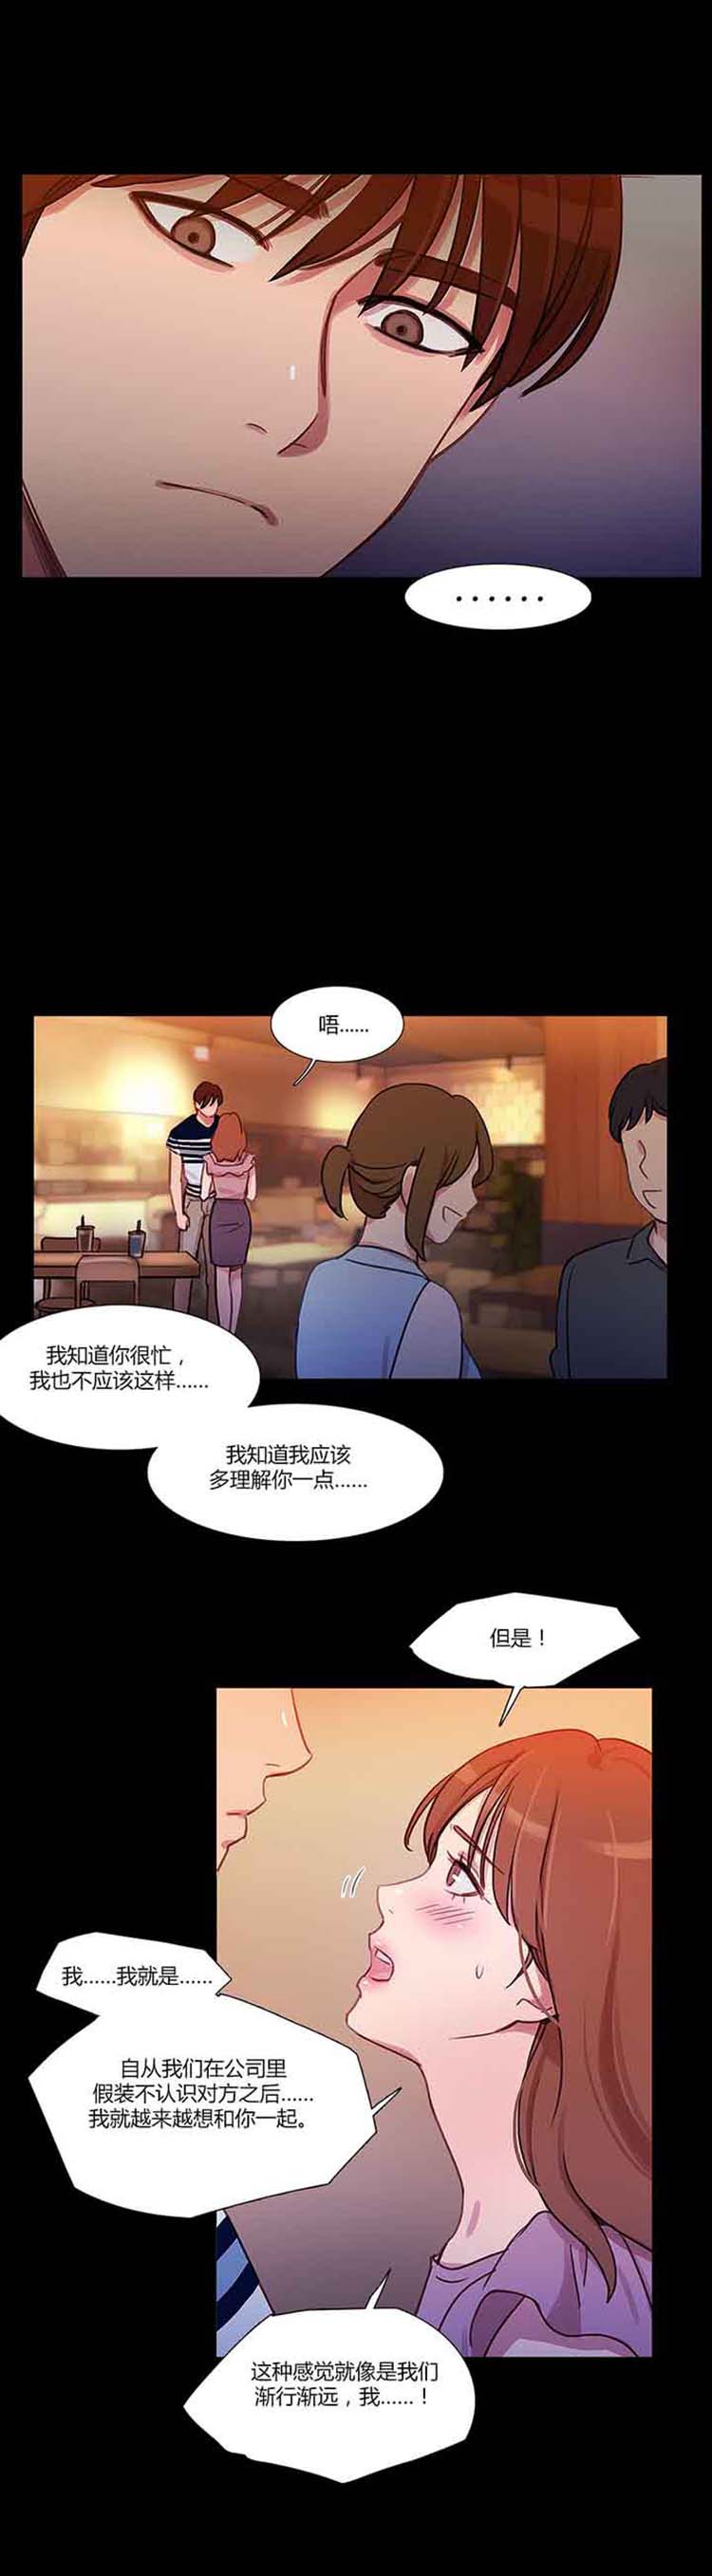 ......
唔......
我知道你很忙，
我也不应该这样......
我知道我应该
多理解你一点......
但是！
我......我就是......
自从我们在公司里
假装不认识对方之后......
我就越来越想和你一起。
这种感觉就像是我们
渐行渐远，我......！